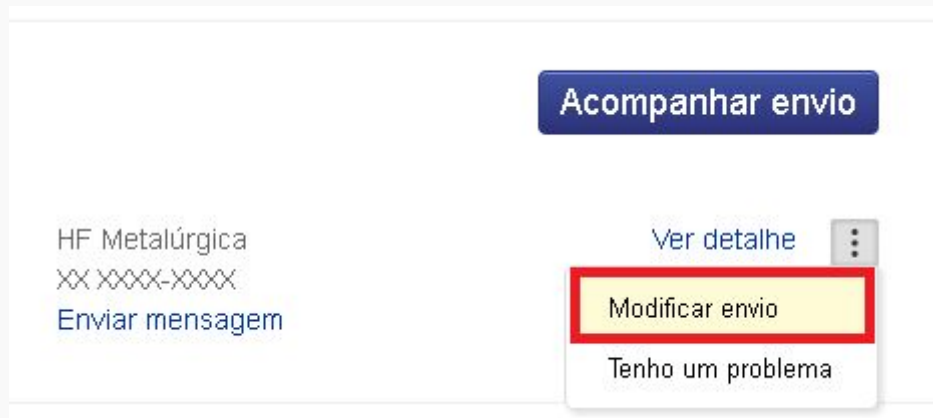 Acompanhar envio
HF Metalúrgica
XX XXXX-XXXX
Enviar mensagem
Ver detalhe
Modificar envio
Tenho um problema